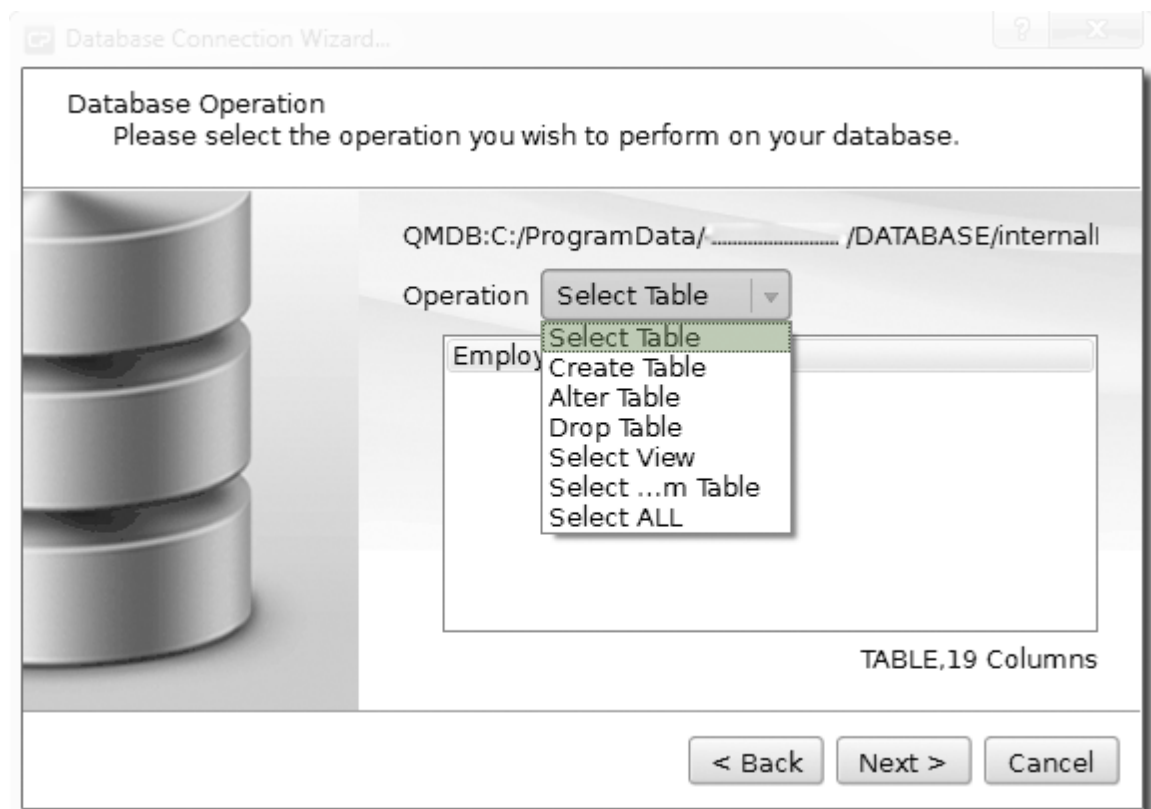 Database Connection Wizard...
Database Operation
Please select the operation you wish to perform on your database.
QMDB:C:/ProgramData/ /DATABASE/internall
Operation Select Table
Select Table
Employ
Create Table
Alter Table
Drop Table
Select View
Select ...m Table
Select ALL
TABLE,19 Columns
< Back Next > Cancel